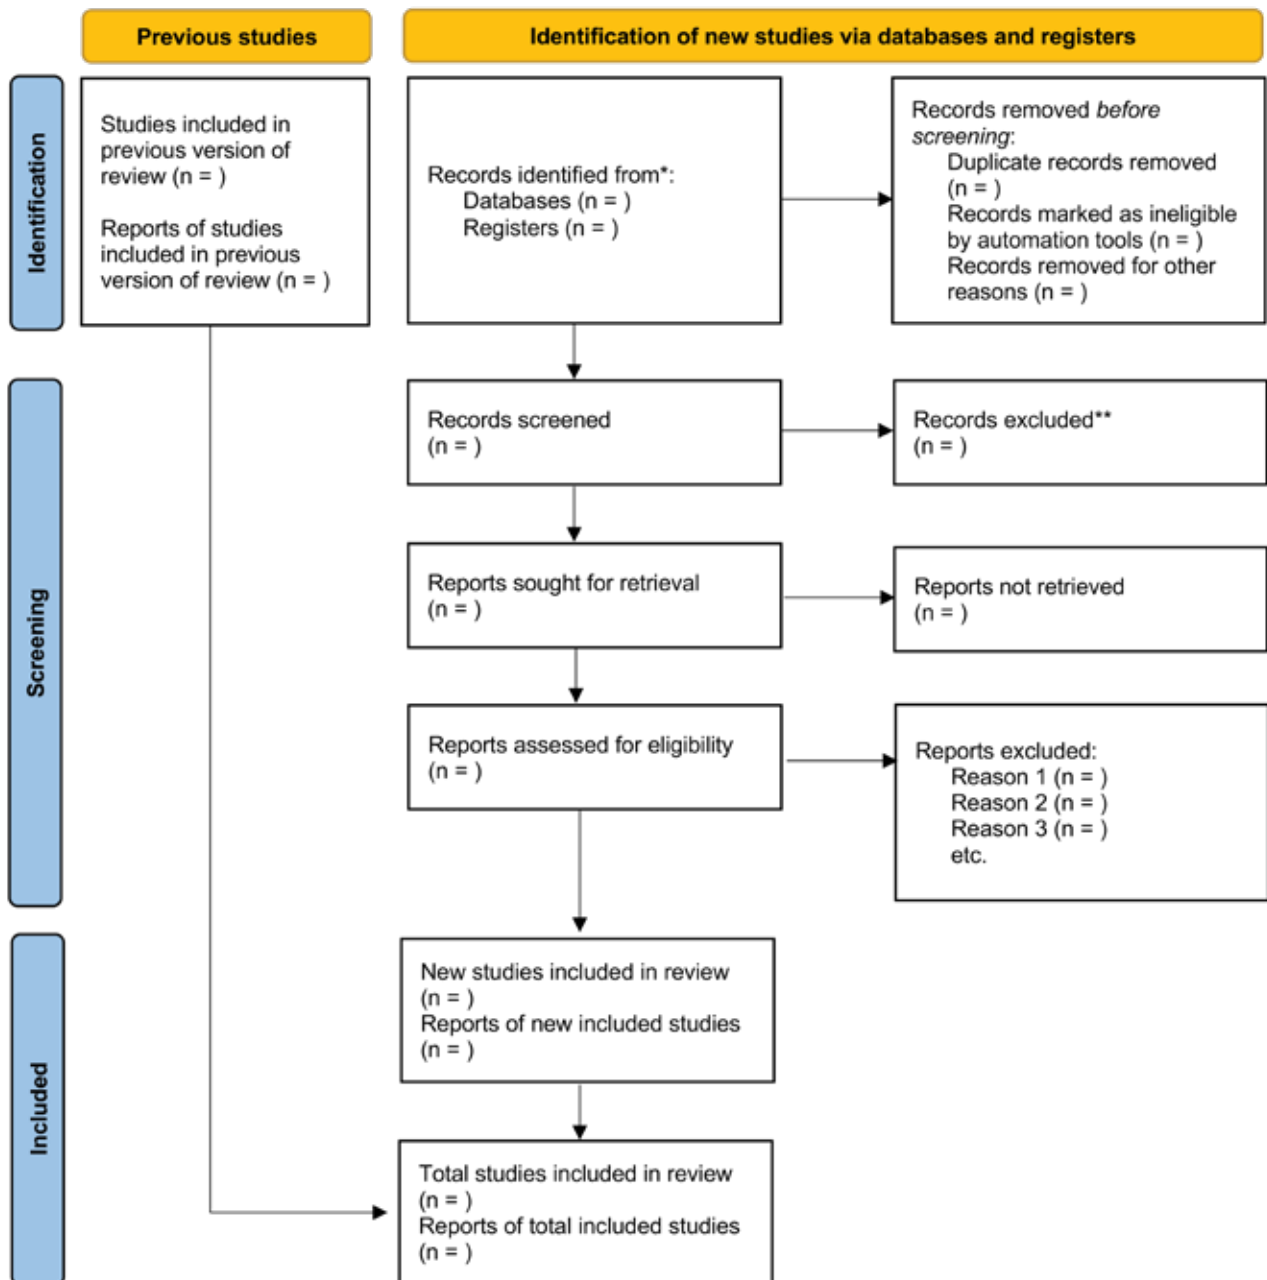 Previous studies
Identification of new studies via databases and registers
Identification
Studies included in
previous version of
review (n = )
Reports of studies
included in previous
version of review (n = )
Records identified from*:
Databases (n = )
Registers (n = )
Records removed before
screening:
Duplicate records removed
(n = )
Records marked as ineligible
by automation tools (n = )
Records removed for other
reasons (n = )
Screening
Records screened
(n = )
Records excluded**
(n = )
Reports sought for retrieval
(n = )
Reports not retrieved
(n = )
Reports assessed for eligibility
(n = )
Reports excluded:
Reason 1 (n = )
Reason 2 (n = )
Reason 3 (n = )
etc.
Included
New studies included in review
(n = )
Reports of new included studies
(n = )
Total studies included in review
(n = )
Reports of total included studies
(n = )